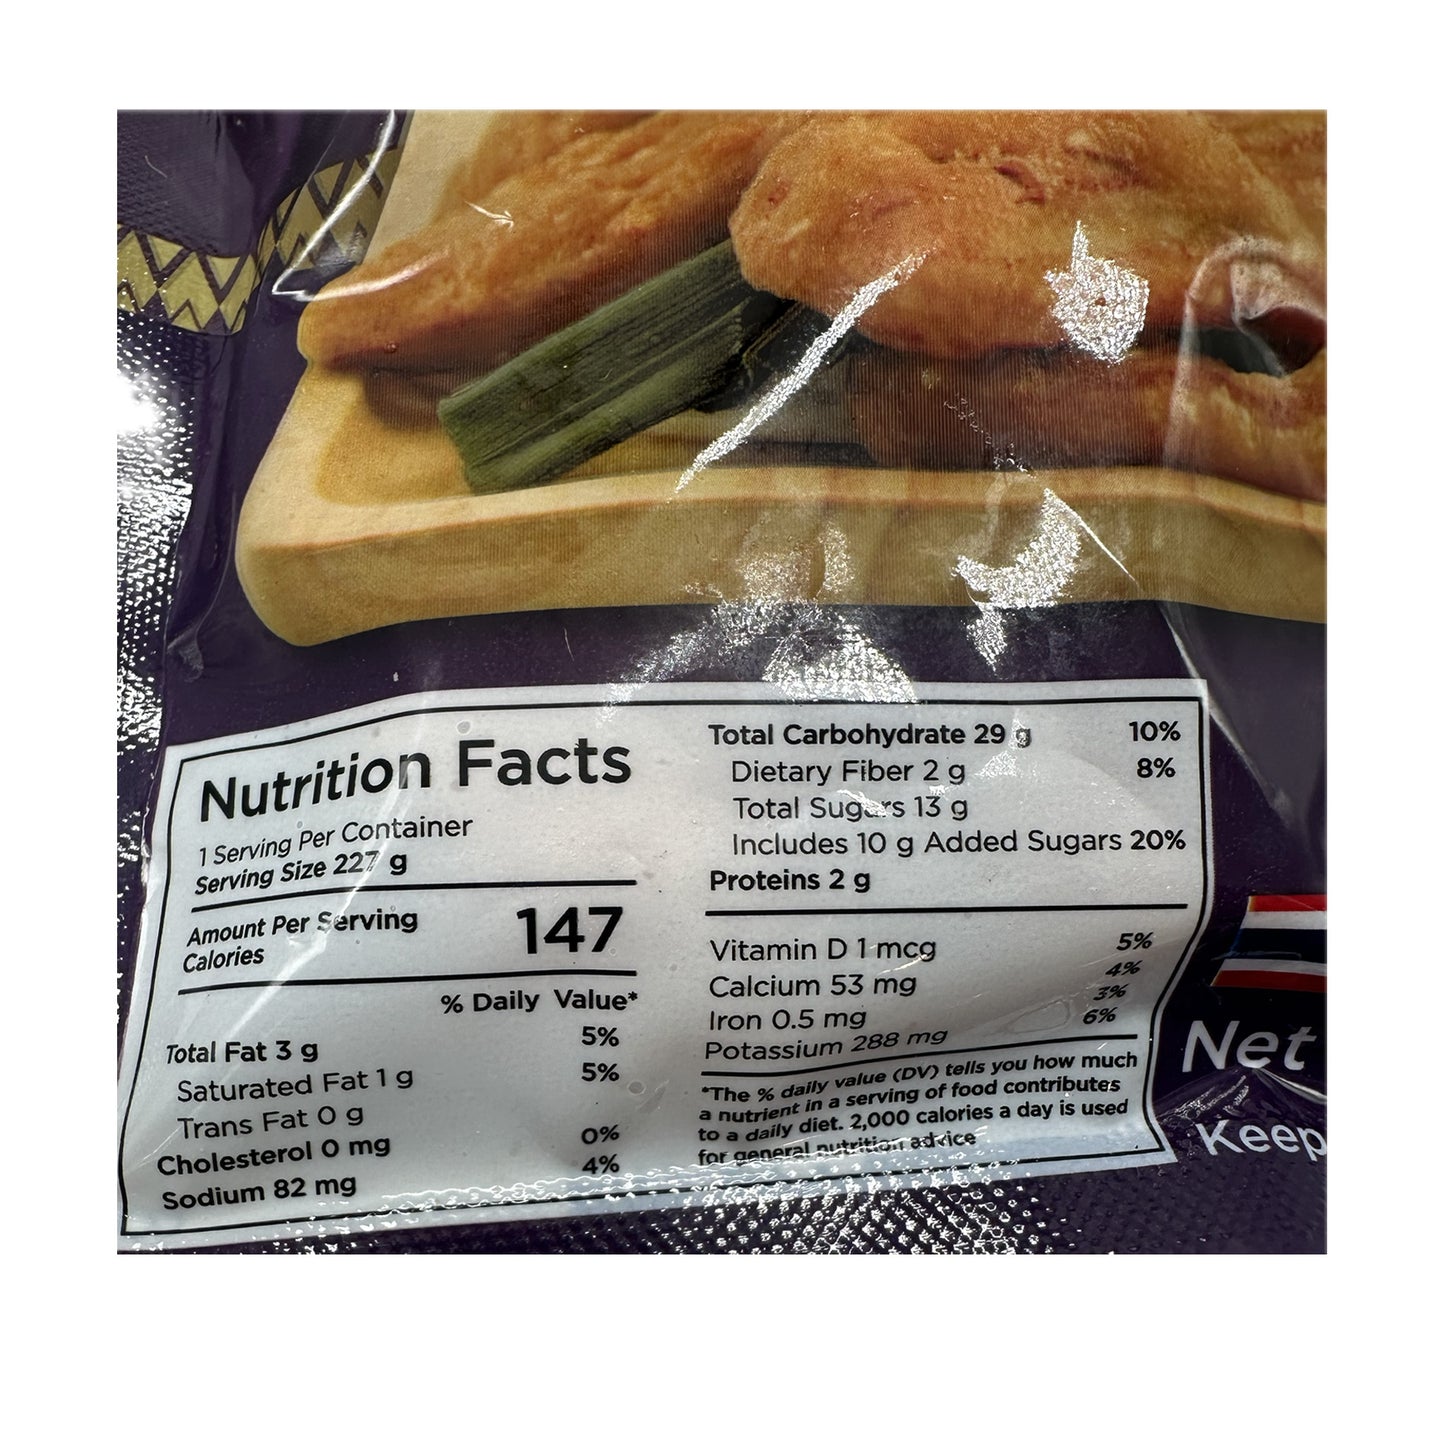 Nutrition Facts
1 Serving Per Container
Serving Size 227 g
Amount Per Serving
Calories 147
% Daily Value*
Total Fat 3 g 5%
Saturated Fat 1 g 5%
Trans Fat 0 g
Cholesterol 0 mg 0%
Sodium 82 mg 4%
Total Carbohydrate 29 g 10%
Dietary Fiber 2 g 8%
Total Sugars 13 g
Includes 10 g Added Sugars 20%
Proteins 2 g
Vitamin D 1 mcg 5%
Calcium 53 mg 4%
Iron 0.5 mg 3%
Potassium 288 mg 6%
*The % daily value (DV) tells you how much
a nutrient in a serving of food contributes
to a daily diet. 2,000 calories a day is used
for general nutrition advice
Net
Keep